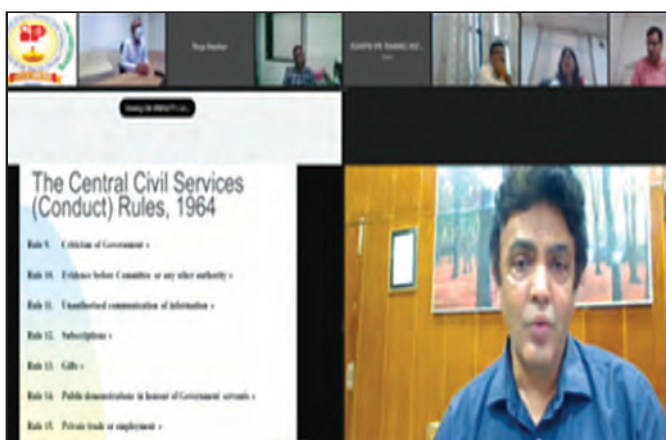 The Central Civil Services
(Conduct) Rules, 1964
Rule 9. Criticism of Government »
Rule 10. Evidence before Committee or any other authority »
Rule 11. Unauthorised communication of information »
Rule 12. Subscriptions »
Rule 13. Gifts »
Rule 14. Public demonstrations in honour of Government servants »
Rule 15. Private trade or employment »